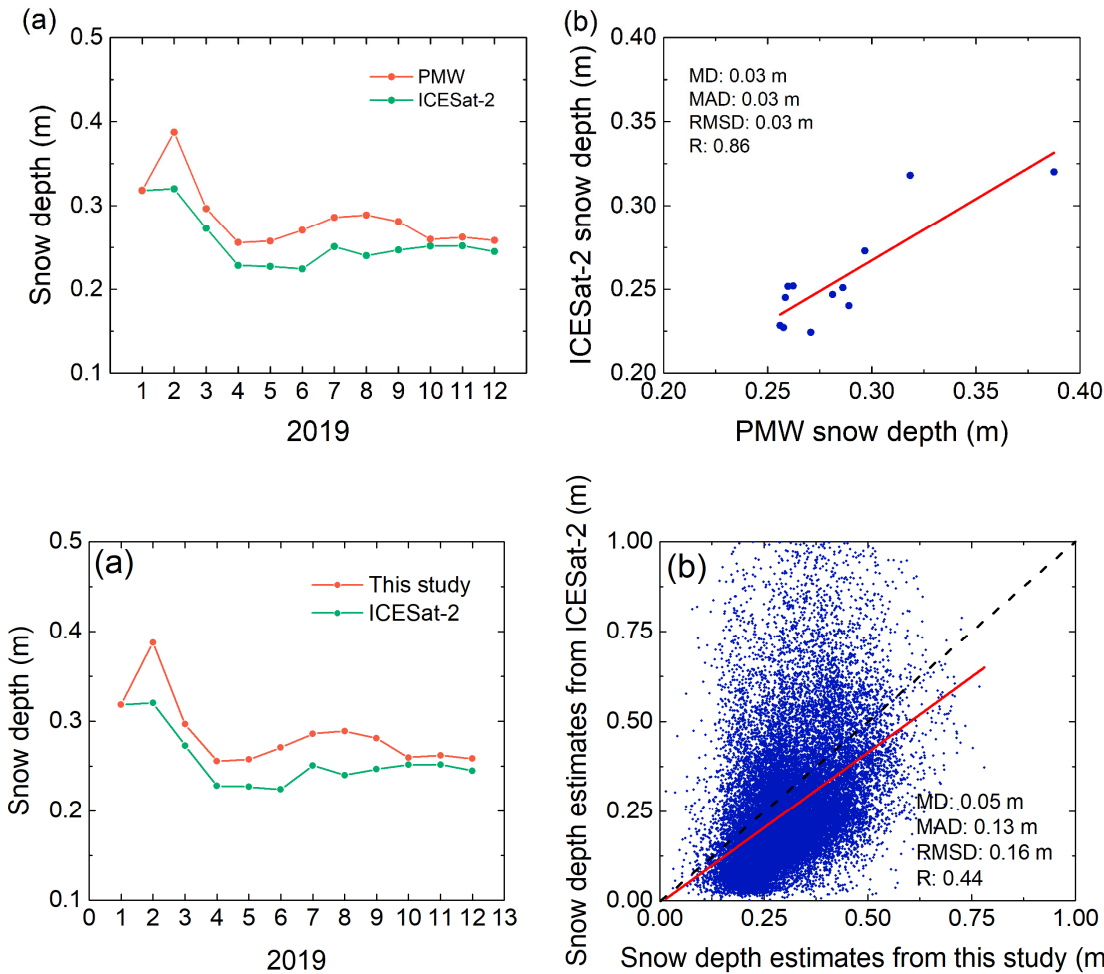 (a)
Snow depth (m)
0.5
0.4
0.3
0.2
0.1
PMW
ICESat-2
1 2 3 4 5 6 7 8 9 10 11 12
2019
(b)
ICESat-2 snow depth (m)
0.40
0.35
0.30
0.25
0.20
MD: 0.03 m
MAD: 0.03 m
RMSD: 0.03 m
R: 0.86
0.20 0.25 0.30 0.35 0.40
PMW snow depth (m)
(a)
Snow depth (m)
0.5
0.4
0.3
0.2
0.1
This study
ICESat-2
0 1 2 3 4 5 6 7 8 9 10 11 12 13
2019
(b)
Snow depth estimates from ICESat-2 (m)
1.00
0.75
0.50
0.25
0.00
MD: 0.05 m
MAD: 0.13 m
RMSD: 0.16 m
R: 0.44
0.00 0.25 0.50 0.75 1.00
Snow depth estimates from this study (m